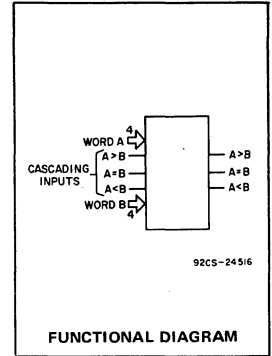 4
WORD A
A>B A>B
CASCADING INPUTS A=B A=B
A<B A<B
WORD B
4
92CS-24516
FUNCTIONAL DIAGRAM